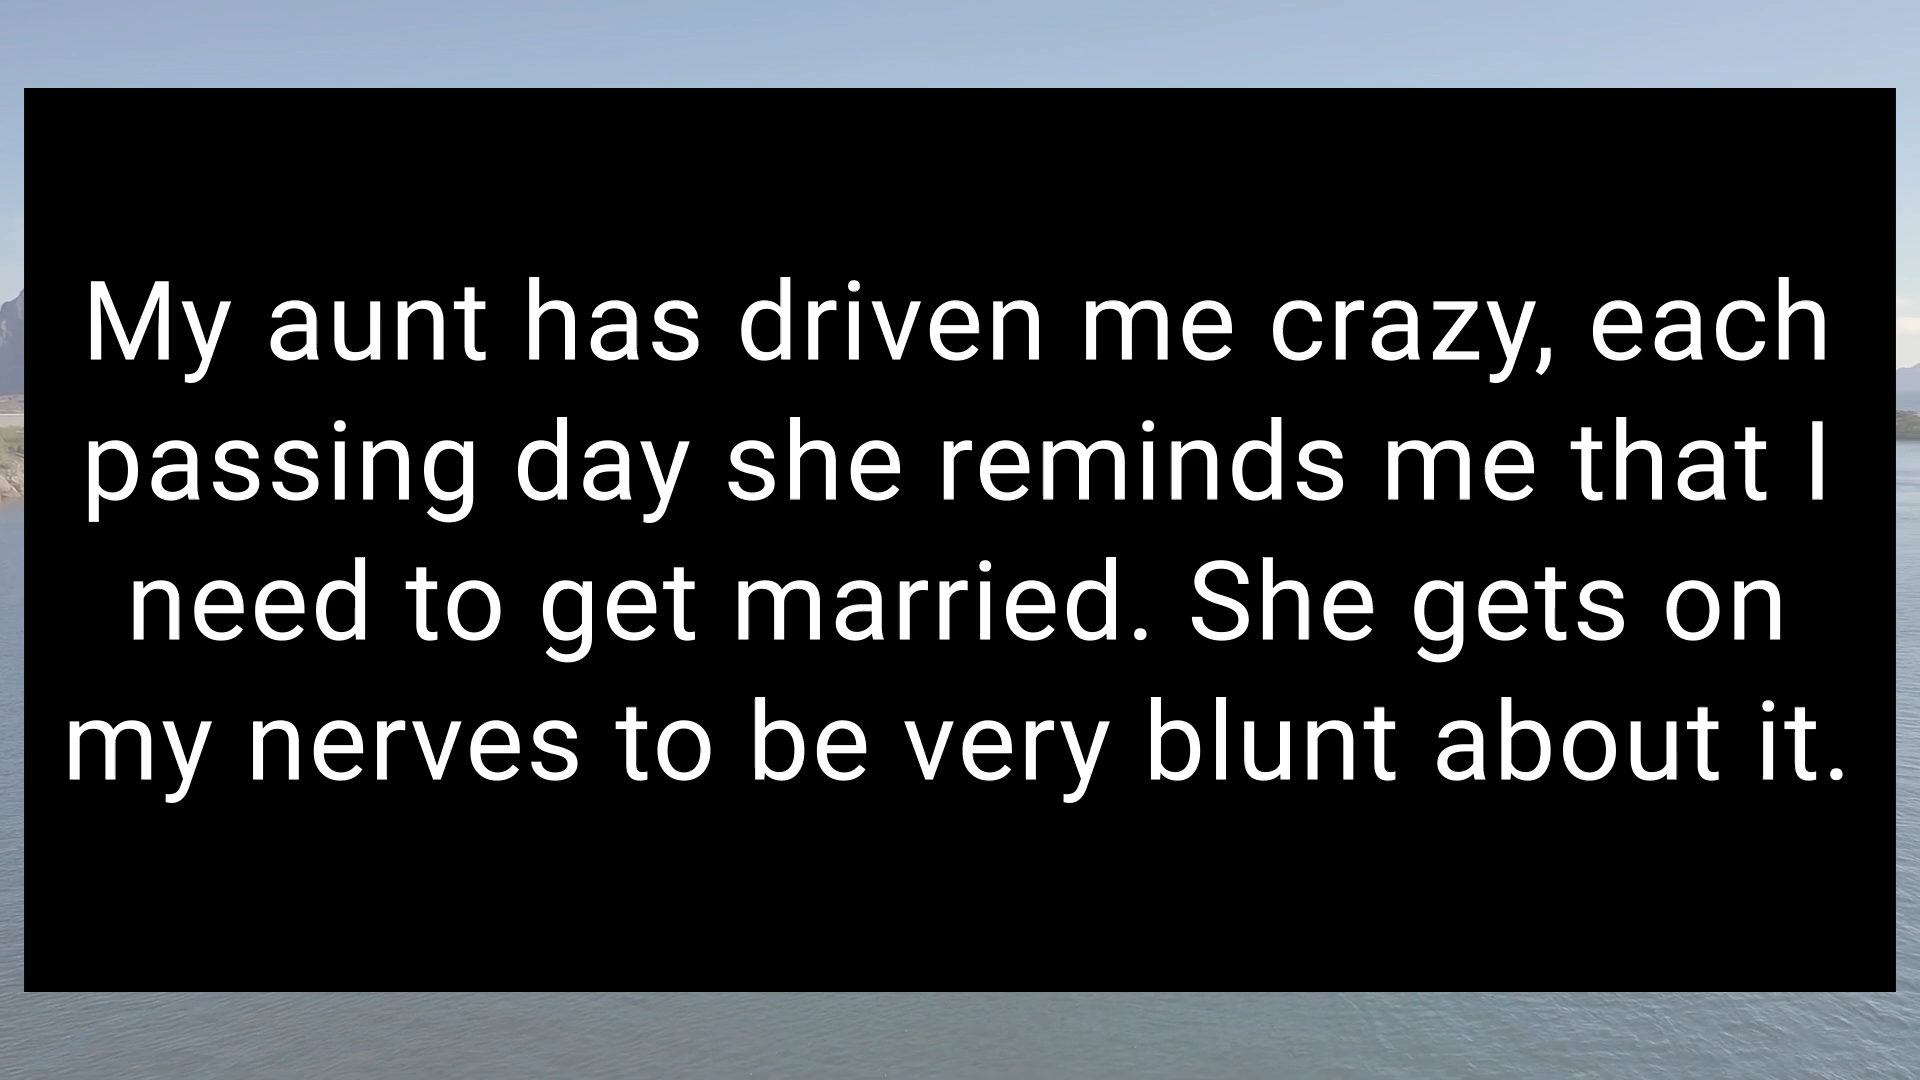 My aunt has driven me crazy, each
passing day she reminds me that I
need to get married. She gets on
my nerves to be very blunt about it.